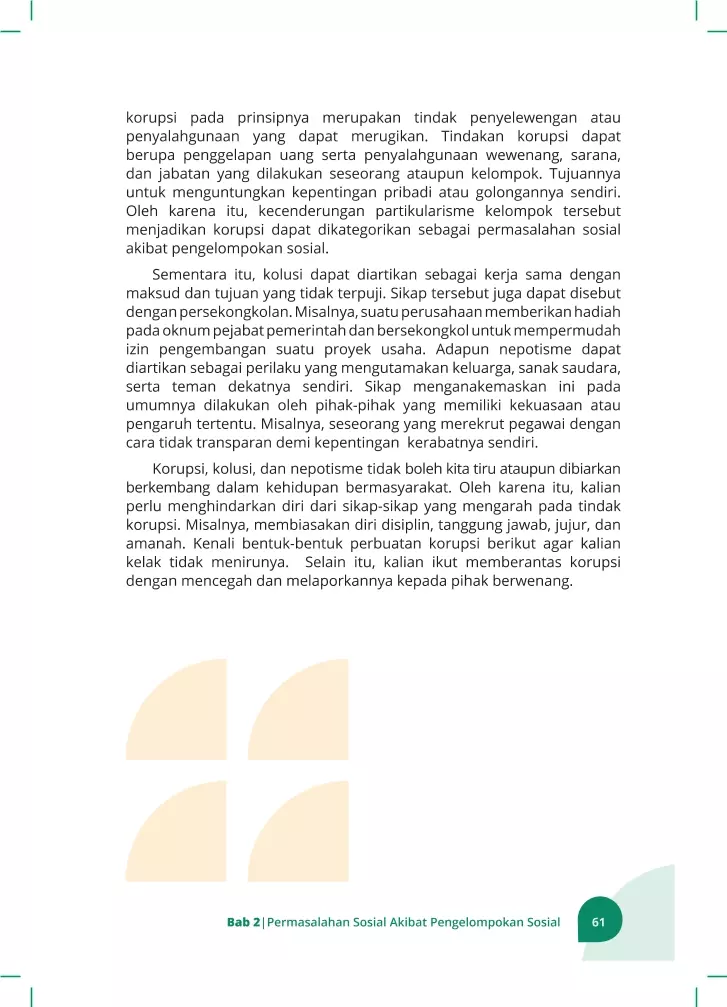 korupsi pada prinsipnya merupakan tindak penyelewengan atau
penyalahgunaan yang dapat merugikan. Tindakan korupsi dapat
berupa penggelapan uang serta penyalahgunaan wewenang, sarana,
dan jabatan yang dilakukan seseorang ataupun kelompok. Tujuannya
untuk menguntungkan kepentingan pribadi atau golongannya sendiri.
Oleh karena itu, kecenderungan partikularisme kelompok tersebut
menjadikan korupsi dapat dikategorikan sebagai permasalahan sosial
akibat pengelompokan sosial.
Sementara itu, kolusi dapat diartikan sebagai kerja sama dengan
maksud dan tujuan yang tidak terpuji. Sikap tersebut juga dapat disebut
dengan persekongkolan. Misalnya, suatu perusahaan memberikan hadiah
pada oknum pejabat pemerintah dan bersekongkol untuk mempermudah
izin pengembangan suatu proyek usaha. Adapun nepotisme dapat
diartikan sebagai perilaku yang mengutamakan keluarga, sanak saudara,
serta teman dekatnya sendiri. Sikap menganakemaskan ini pada
umumnya dilakukan oleh pihak-pihak yang memiliki kekuasaan atau
pengaruh tertentu. Misalnya, seseorang yang merekrut pegawai dengan
cara tidak transparan demi kepentingan kerabatnya sendiri.
Korupsi, kolusi, dan nepotisme tidak boleh kita tiru ataupun dibiarkan
berkembang dalam kehidupan bermasyarakat. Oleh karena itu, kalian
perlu menghindarkan diri dari sikap-sikap yang mengarah pada tindak
korupsi. Misalnya, membiasakan diri disiplin, tanggung jawab, jujur, dan
amanah. Kenali bentuk-bentuk perbuatan korupsi berikut agar kalian
kelak tidak menirunya. Selain itu, kalian ikut memberantas korupsi
dengan mencegah dan melaporkannya kepada pihak berwenang.
Bab 2|Permasalahan Sosial Akibat Pengelompokan Sosial 61